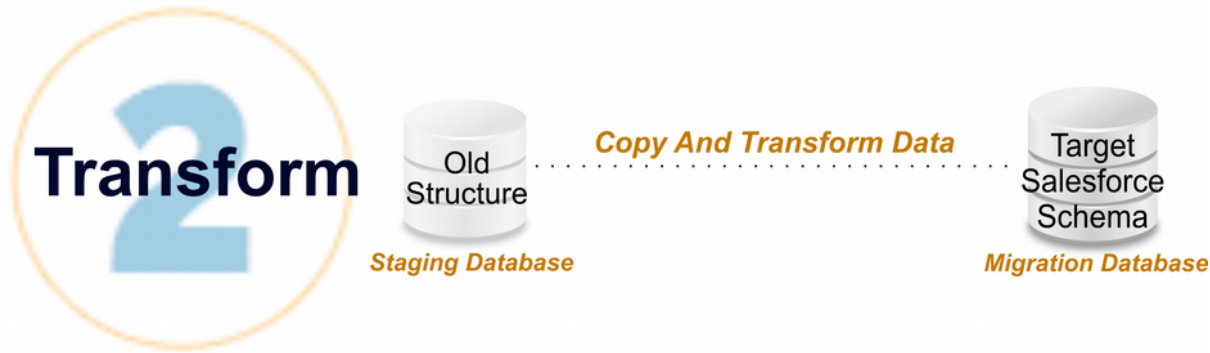 2
Transform
Old
Structure
Staging Database
Copy And Transform Data
Target
Salesforce
Schema
Migration Database